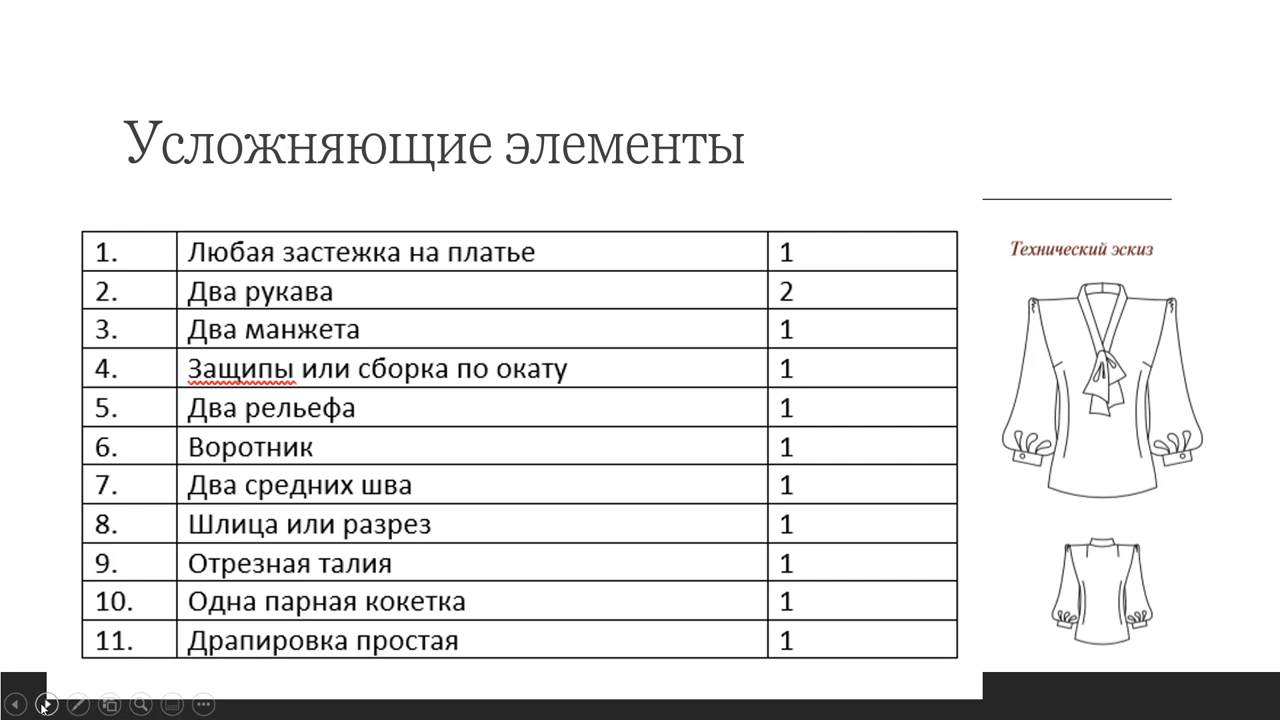 Усложняющие элементы
1. Любая застежка на платье 1
2. Два рукава 2
3. Два манжета 1
4. Защипы или сборка по окату 1
5. Два рельефа 1
6. Воротник 1
7. Два средних шва 1
8. Шлица или разрез 1
9. Отрезная талия 1
10. Одна парная кокетка 1
11. Драпировка простая 1
Технический эскиз